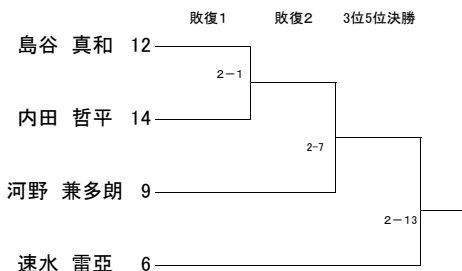 敗復1 敗復2 3位5位決勝
島谷 真和 12
2－1
内田 哲平 14
2-7
河野 兼多朗 9
2－13
速水 雷亞 6